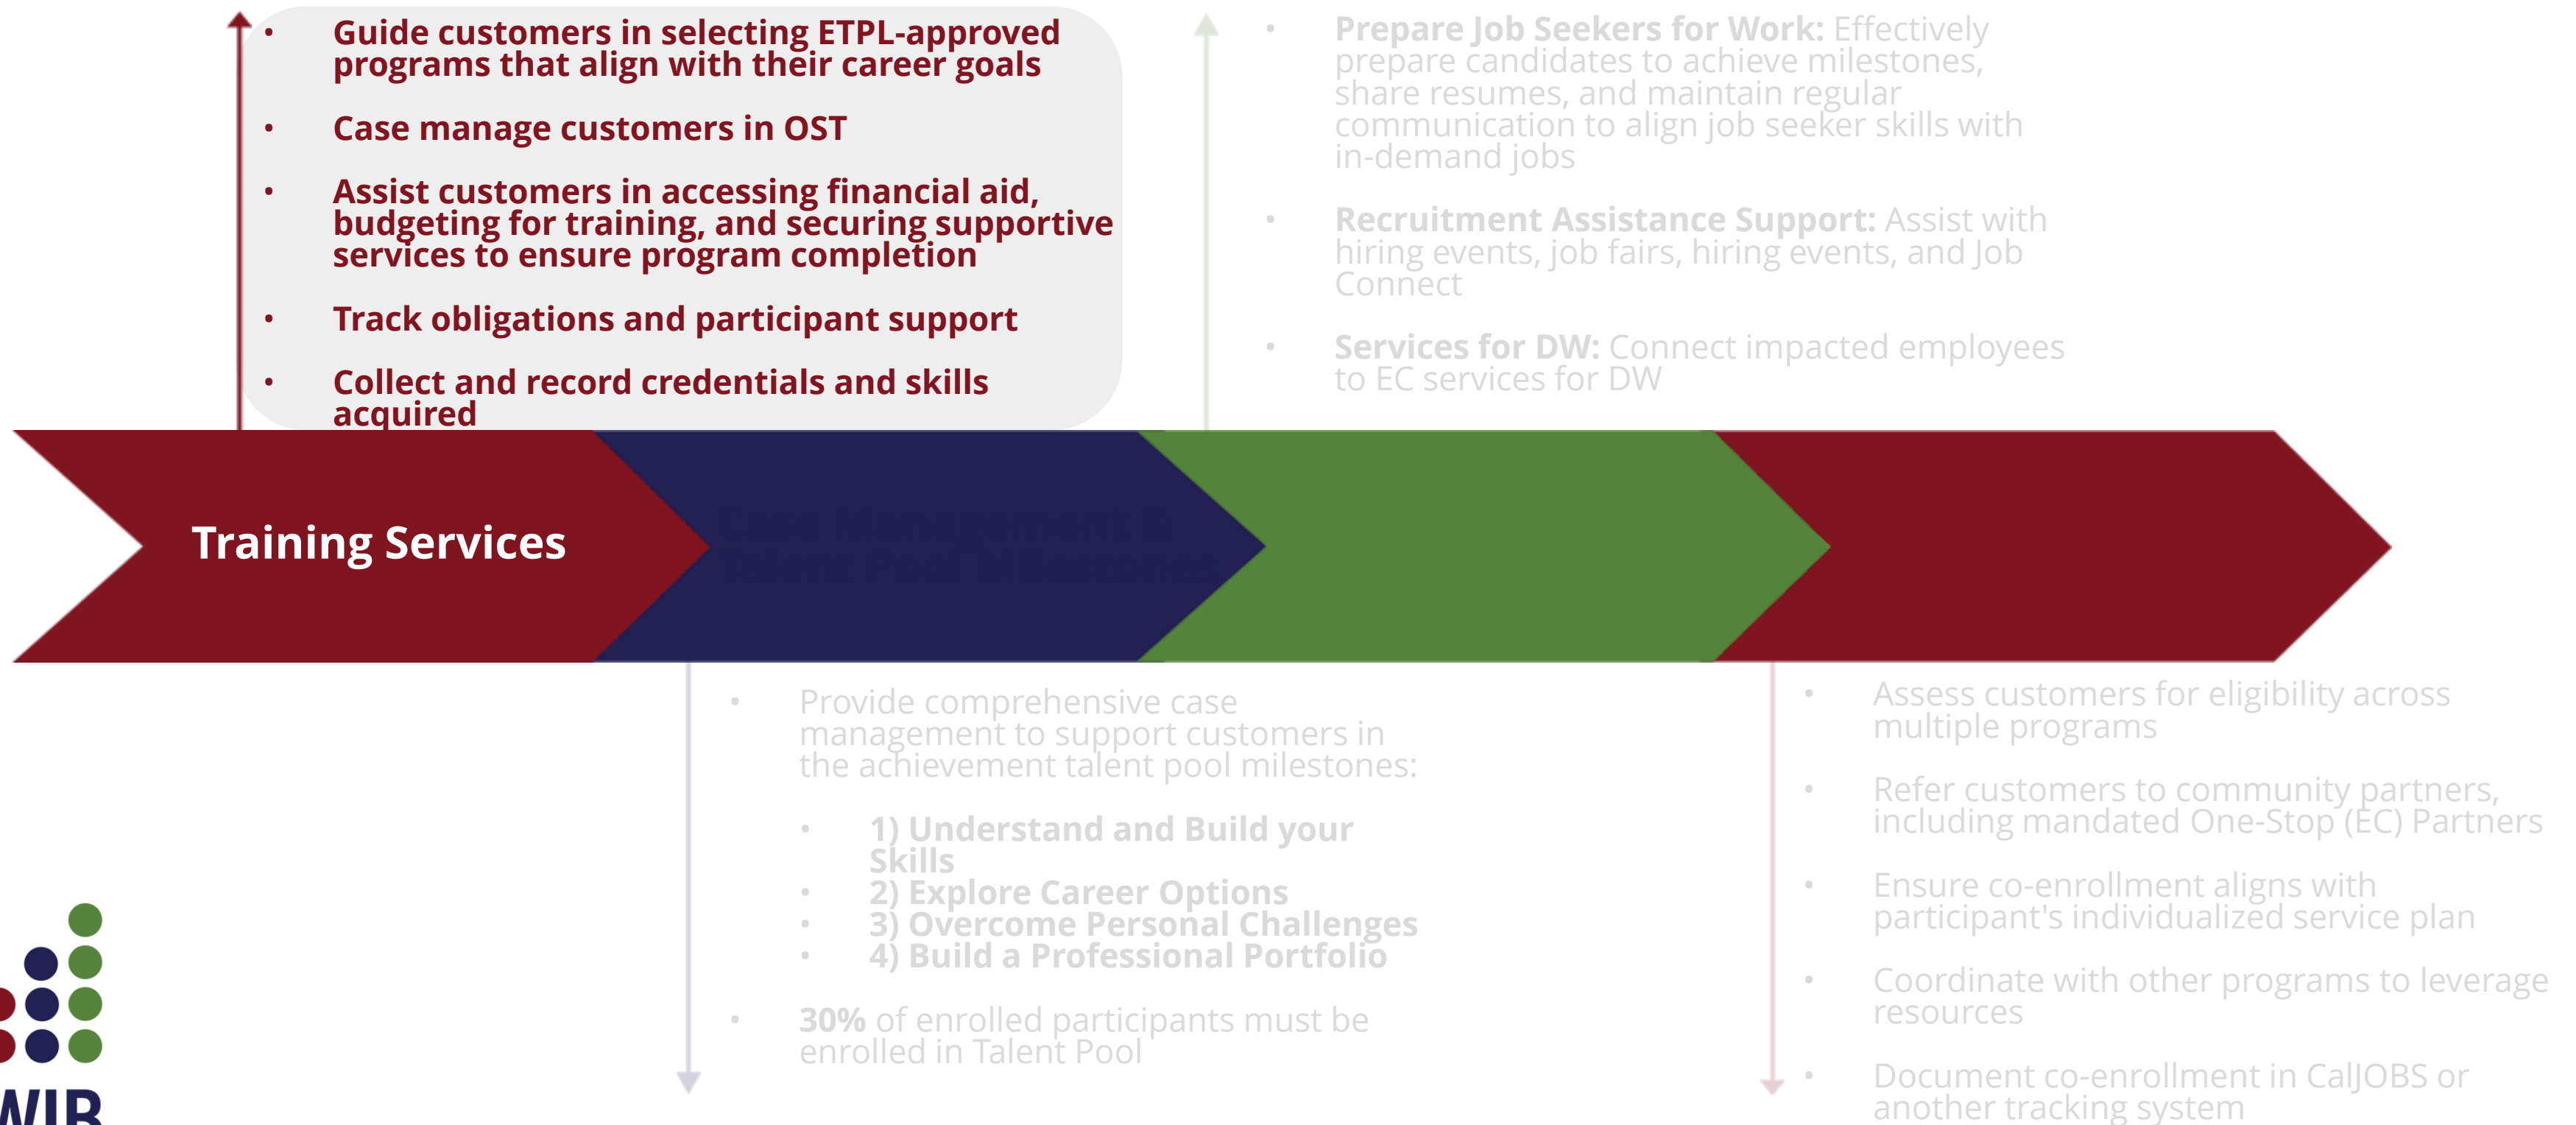 • Guide customers in selecting ETPL-approved
programs that align with their career goals
• Case manage customers in OST
• Assist customers in accessing financial aid,
budgeting for training, and securing supportive
services to ensure program completion
• Track obligations and participant support
• Collect and record credentials and skills
acquired
• Prepare Job Seekers for Work: Effectively
prepare candidates to achieve milestones,
share resumes, and maintain regular
communication to align job seeker skills with
in-demand jobs
• Recruitment Assistance Support: Assist with
hiring events, job fairs, hiring events, and Job
Connect
• Services for DW: Connect impacted employees
to EC services for DW
Training Services
• Provide comprehensive case
management to support customers in
the achievement talent pool milestones:
• 1) Understand and Build your
Skills
• 2) Explore Career Options
• 3) Overcome Personal Challenges
• 4) Build a Professional Portfolio
• 30% of enrolled participants must be
enrolled in Talent Pool
• Assess customers for eligibility across
multiple programs
• Refer customers to community partners,
including mandated One-Stop (EC) Partners
• Ensure co-enrollment aligns with
participant's individualized service plan
• Coordinate with other programs to leverage
resources
• Document co-enrollment in CalJOBS or
another tracking system
WIB